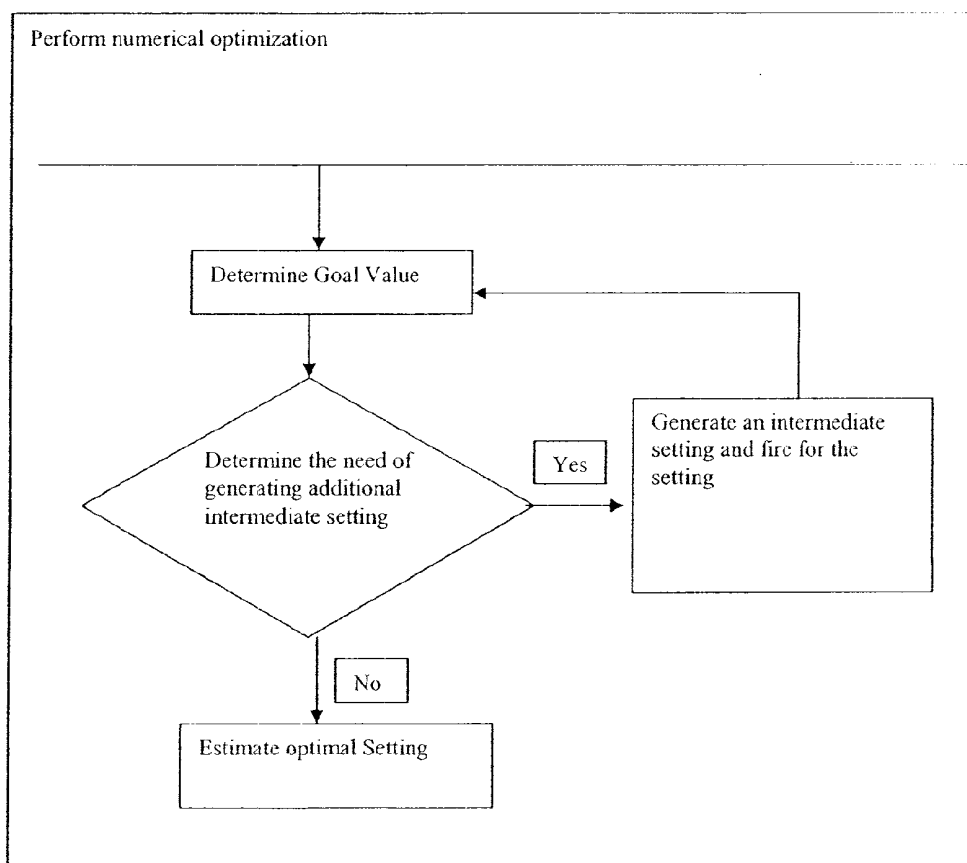 Perform numerical optimization
Determine Goal Value
Determine the need of
generating additional
intermediate setting
Yes
Generate an intermediate
setting and fire for the
setting
No
Estimate optimal Setting